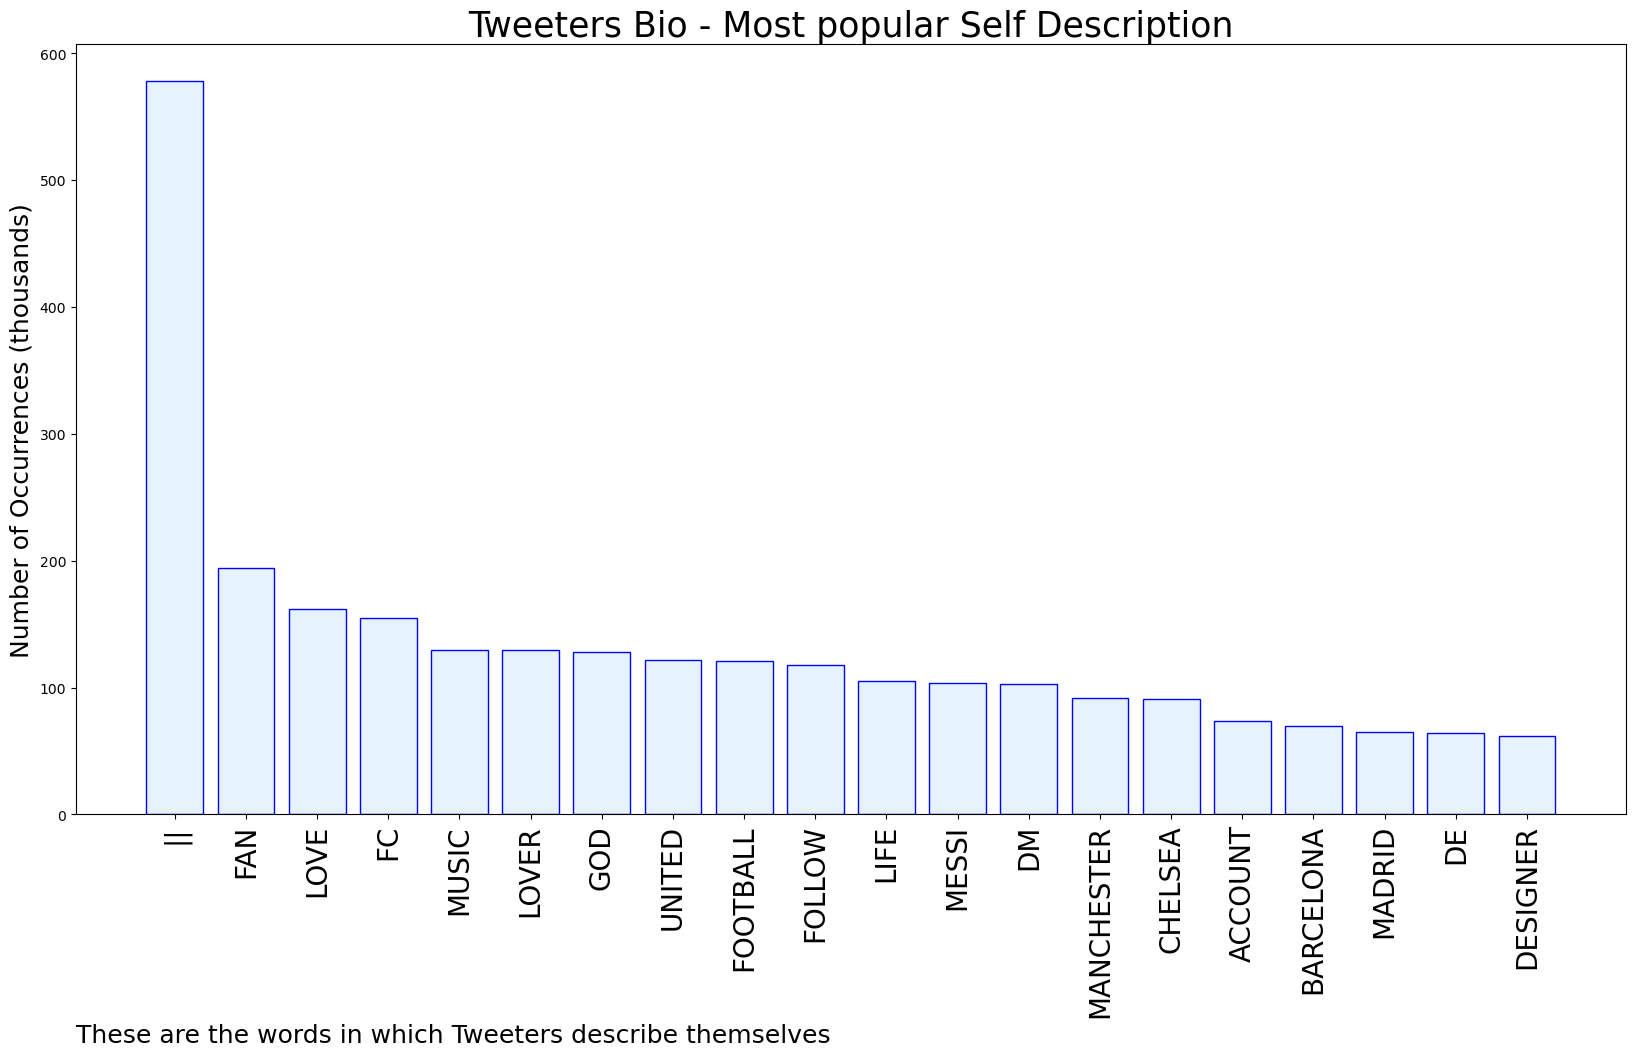 Tweeters Bio - Most popular Self Description
Number of Occurrences (thousands)
600
500
400
300
200
100
0
||
FAN
LOVE
FC
MUSIC
LOVER
GOD
UNITED
FOOTBALL
FOLLOW
LIFE
MESSI
DM
MANCHESTER
CHELSEA
ACCOUNT
BARCELONA
MADRID
DE
DESIGNER
These are the words in which Tweeters describe themselves